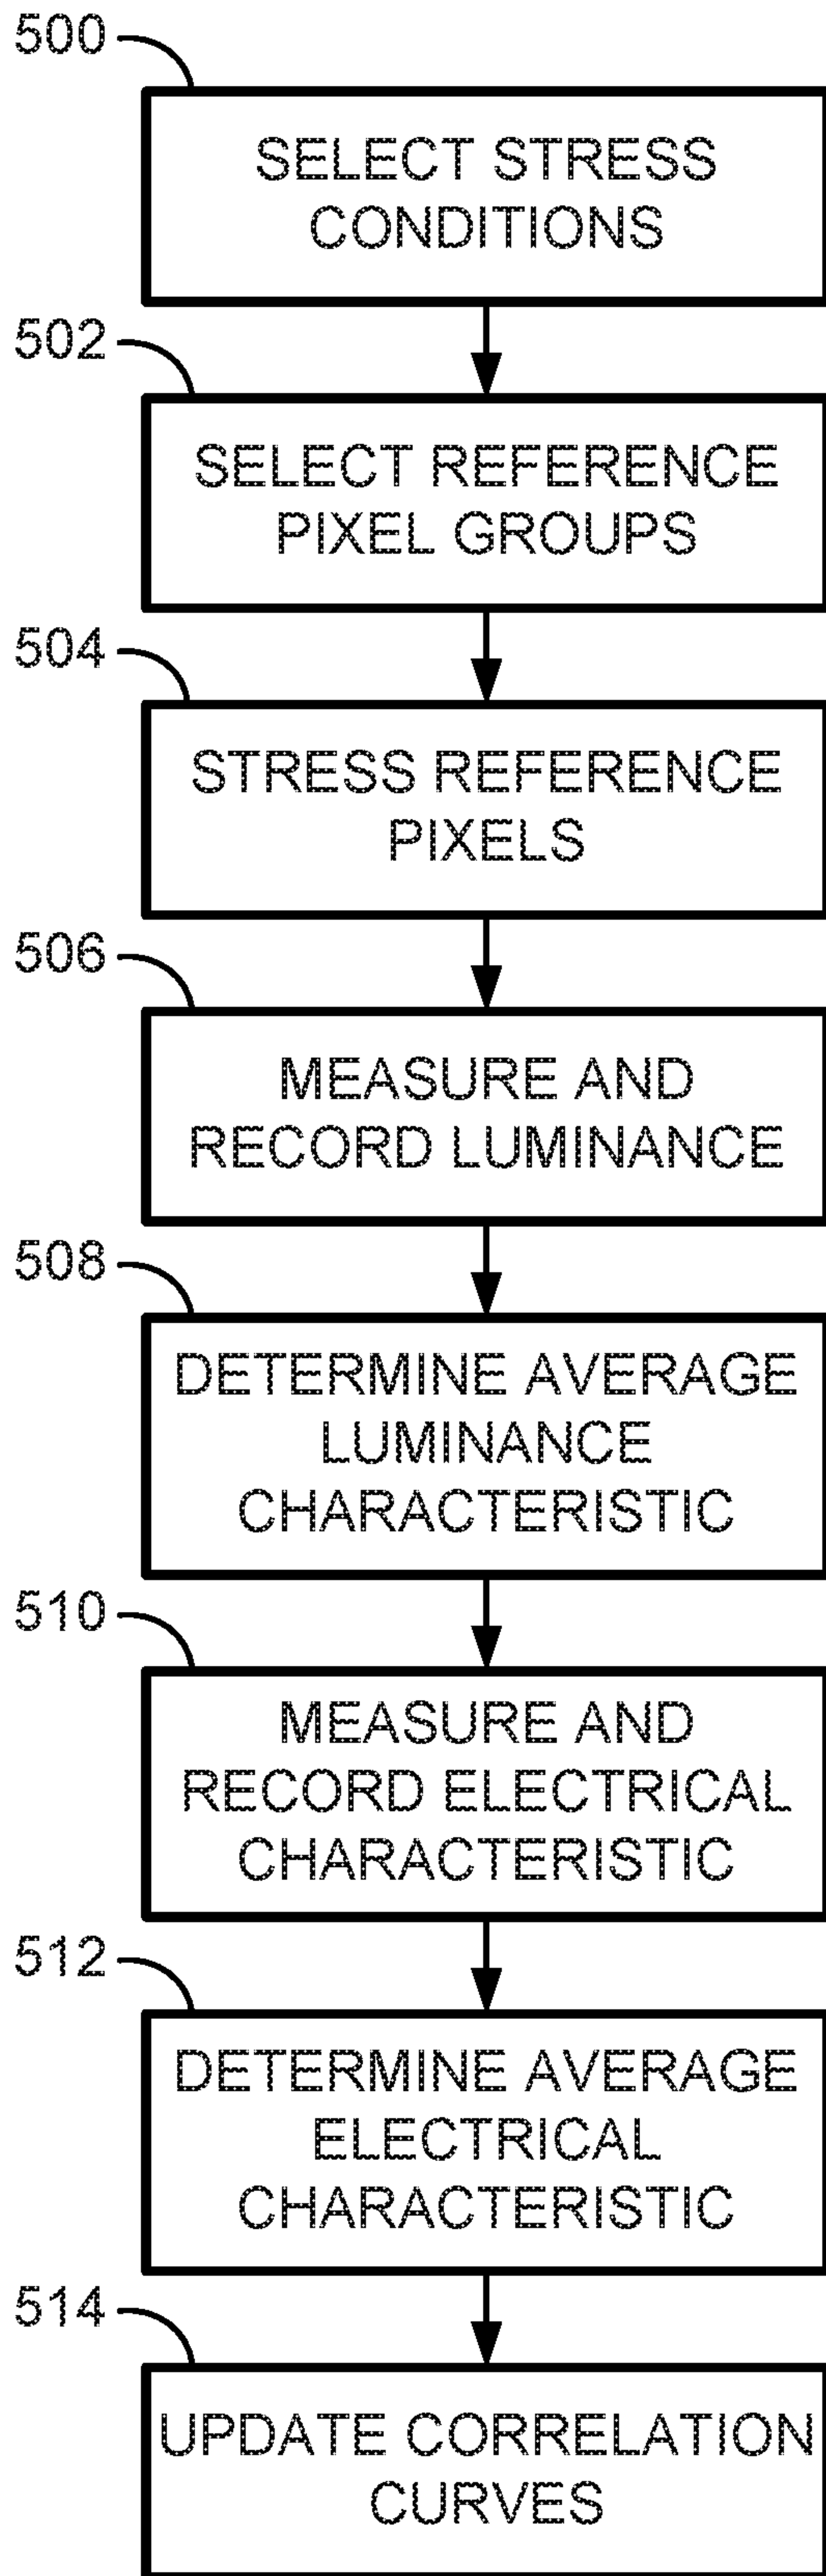 500
SELECT STRESS
CONDITIONS
502
SELECT REFERENCE
PIXEL GROUPS
504
STRESS REFERENCE
PIXELS
506
MEASURE AND
RECORD LUMINANCE
508
DETERMINE AVERAGE
LUMINANCE
CHARACTERISTIC
510
MEASURE AND
RECORD ELECTRICAL
CHARACTERISTIC
512
DETERMINE AVERAGE
ELECTRICAL
CHARACTERISTIC
514
UPDATE CORRELATION
CURVES